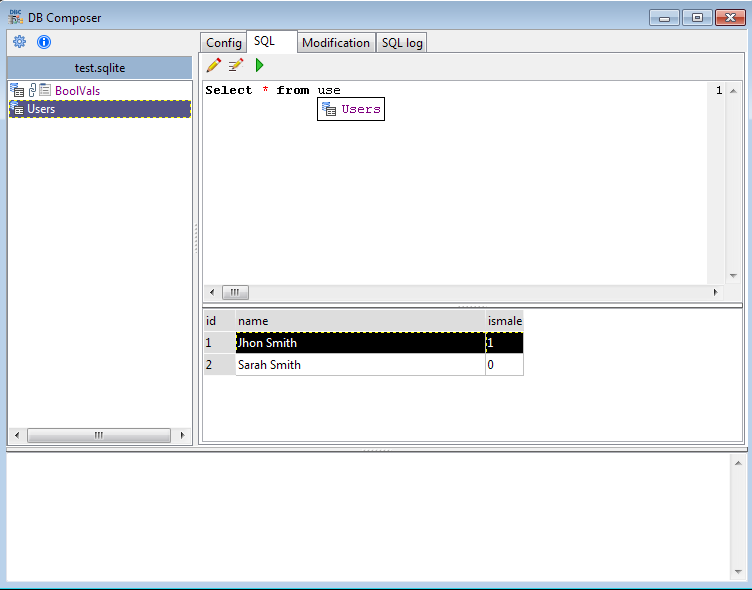 DB Composer
Config SQL Modification SQL log
test.sqlite
BoolVals
Users
Select * from use 1
Users
id name ismale
1 Jhon Smith 1
2 Sarah Smith 0